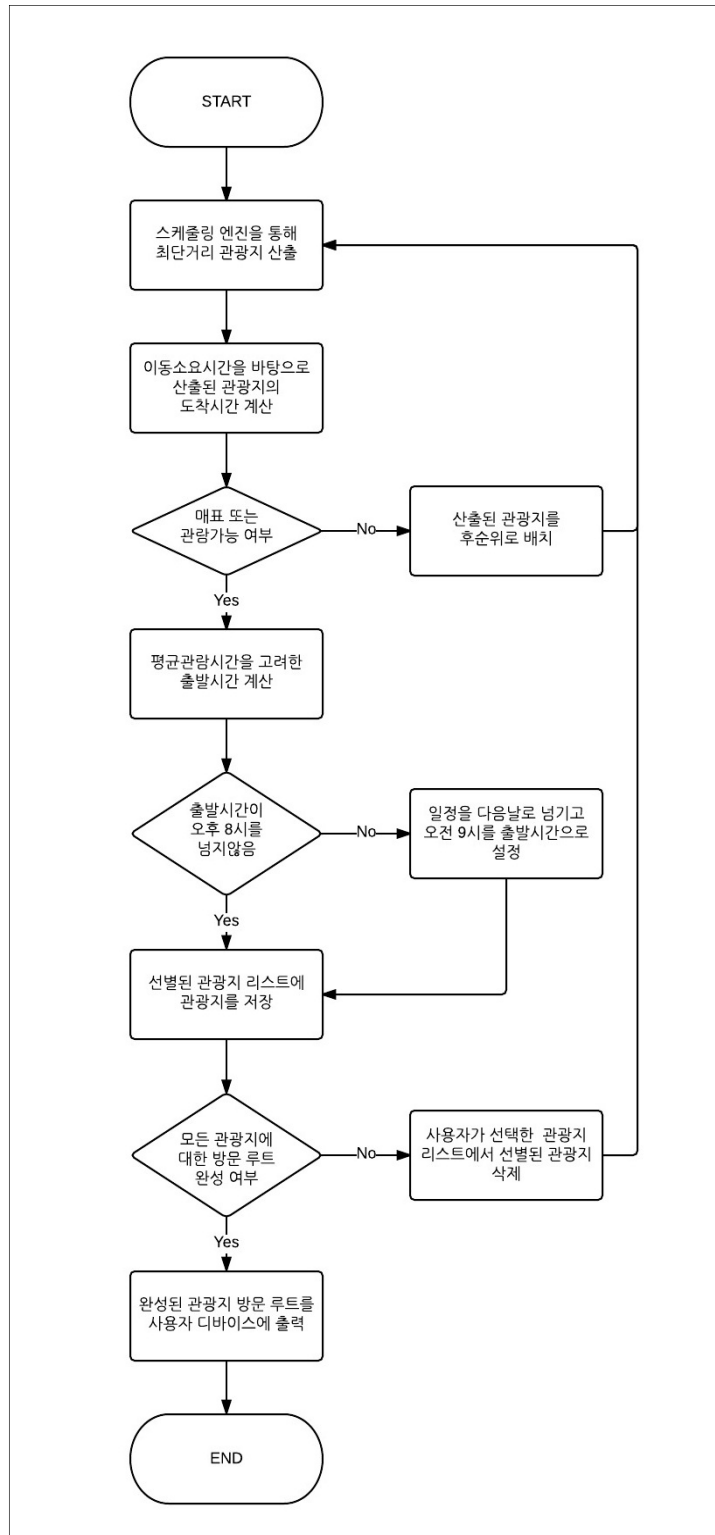 START
스케줄링 엔진을 통해
최단거리 관광지 산출
이동소요시간을 바탕으로
산출된 관광지의
도착시간 계산
매표 또는
관람가능 여부
No
산출된 관광지를
후순위로 배치
Yes
평균관람시간을 고려한
출발시간 계산
출발시간이
오후 8시를
넘지않음
No
일정을 다음날로 넘기고
오전 9시를 출발시간으로
설정
Yes
선별된 관광지 리스트에
관광지를 저장
모든 관광지에
대한 방문 루트
완성 여부
No
사용자가 선택한 관광지
리스트에서 선별된 관광지
삭제
Yes
완성된 관광지 방문 루트를
사용자 디바이스에 출력
END